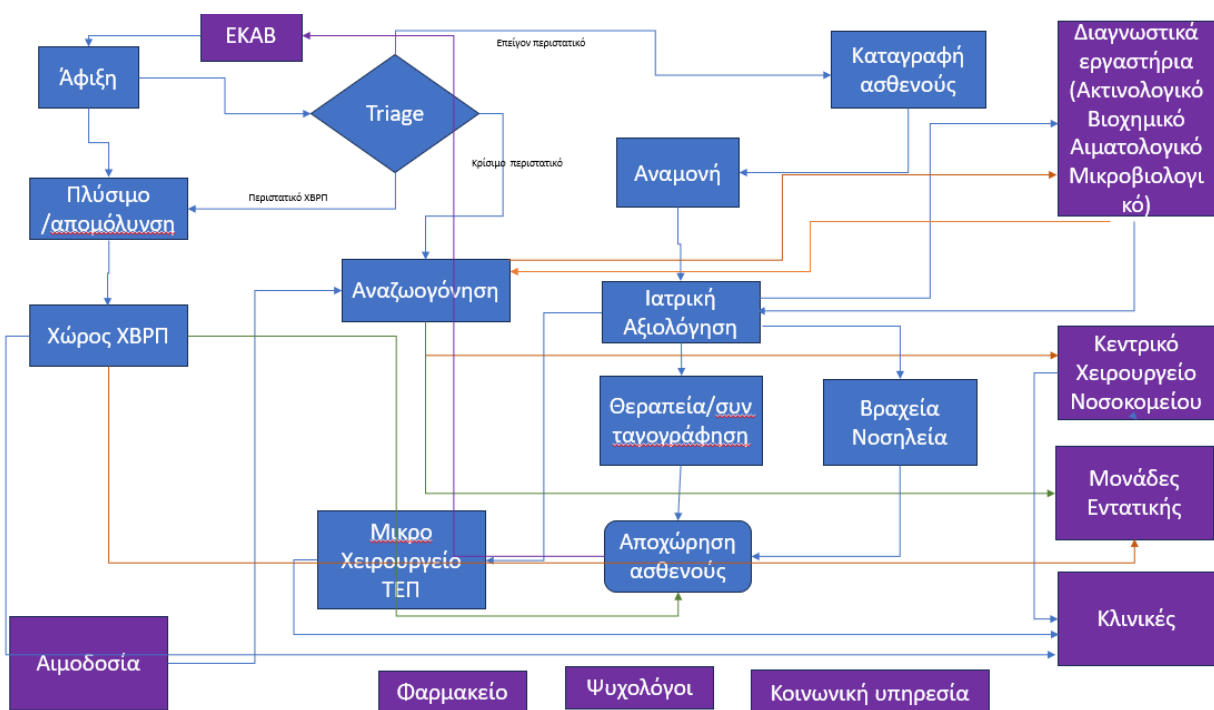 ΕΚΑΒ
Άφιξη
Triage
Επείγον περιστατικό
Καταγραφή
ασθενούς
Διαγνωστικά
εργαστήρια
(Ακτινολογικό
Βιοχημικό
Αιματολογικό
Μικροβιολογι
κό)
Κρίσιμο περιστατικό
Αναμονή
Πλύσιμο
/απομόλυνση
Περιστατικό ΧΒΡΠ
Αναζωογόνηση
Ιατρική
Αξιολόγηση
Χώρος ΧΒΡΠ
Κεντρικό
Χειρουργείο
Νοσοκομείου
Θεραπεία/συν
ταγογράφηση
Βραχεία
Νοσηλεία
Μονάδες
Εντατικής
Μικρο
Χειρουργείο
ΤΕΠ
Αποχώρηση
ασθενούς
Κλινικές
Αιμοδοσία
Φαρμακείο
Ψυχολόγοι
Κοινωνική υπηρεσία